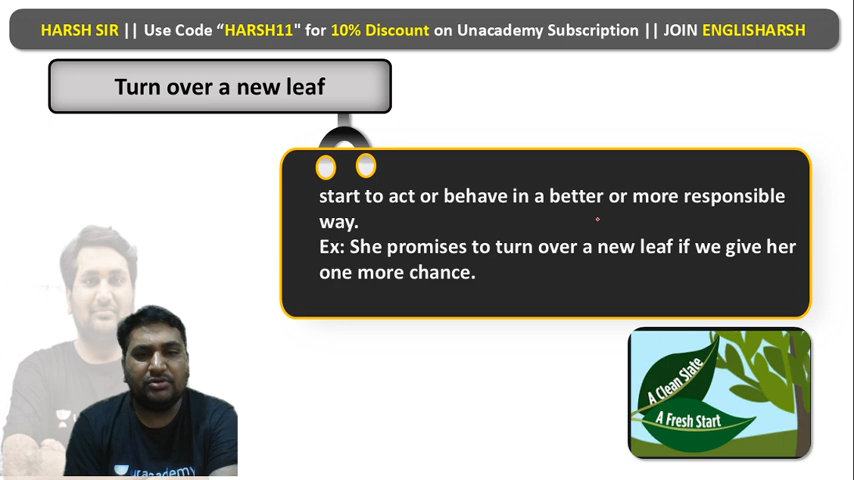 HARSH SIR || Use Code “HARSH11" for 10% Discount on Unacademy Subscription || JOIN ENGLISHARSH
Turn over a new leaf
start to act or behave in a better or more responsible
way.
Ex: She promises to turn over a new leaf if we give her
one more chance.
A Clean Slate
A Fresh Start
unacademy